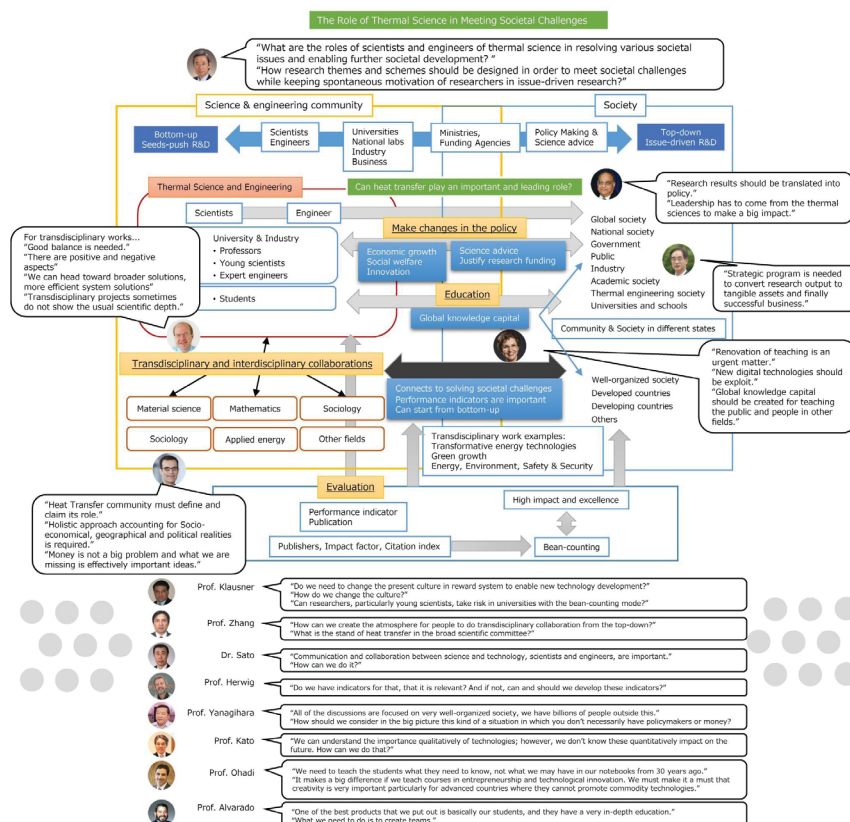 The Role of Thermal Science in Meeting Societal Challenges
"What are the roles of scientists and engineers of thermal science in resolving various societal
issues and enabling further societal development? "
"How research themes and schemes should be designed in order to meet societal challenges
while keeping spontaneous motivation of researchers in issue-driven research?"
Science & engineering community
Society
Bottom-up
Seeds-push R&D
Scientists
Engineers
Universities
National labs
Industry
Business
Ministries,
Funding Agencies
Policy Making &
Science advice
Top-down
Issue-driven R&D
Thermal Science and Engineering
Can heat transfer play an important and leading role?
"Research results should be translated into
policy."
"Leadership has to come from the thermal
sciences to make a big impact."
Scientists
Engineer
Make changes in the policy
Global society
National society
Government
Public
Industry
Academic society
Thermal engineering society
Universities and schools
For transdisciplinary works...
"Good balance is needed."
"There are positive and negative
aspects"
"We can head toward broader solutions,
more efficient system solutions"
"Transdisciplinary projects sometimes
do not show the usual scientific depth."
University & Industry
• Professors
• Young scientists
• Expert engineers
• Students
Economic growth
Social welfare
Innovation
Science advice
Justify research funding
"Strategic program is needed
to convert research output to
tangible assets and finally
successful business."
Education
Global knowledge capital
Community & Society in different states
Transdisciplinary and interdisciplinary collaborations
"Renovation of teaching is an
urgent matter."
"New digital technologies should
be exploit."
"Global knowledge capital
should be created for teaching
the public and people in other
fields."
Connects to solving societal challenges
Performance indicators are important
Can start from bottom-up
Well-organized society
Developed countries
Developing countries
Others
Material science
Mathematics
Sociology
Sociology
Applied energy
Other fields
Transdisciplinary work examples:
Transformative energy technologies
Green growth
Energy, Environment, Safety & Security
Evaluation
"Heat Transfer community must define and
claim its role."
"Holistic approach accounting for Socio-
economical, geographical and political realities
is required."
"Money is not a big problem and what we are
missing is effectively important ideas."
Performance indicator
Publication
High impact and excellence
Publishers, Impact factor, Citation index
Bean-counting
Prof. Klausner
"Do we need to change the present culture in reward system to enable new technology development?"
"How do we change the culture?"
"Can researchers, particularly young scientists, take risk in universities with the bean-counting mode?"
Prof. Zhang
"How can we create the atmosphere for people to do transdisciplinary collaboration from the top-down?"
"What is the stand of heat transfer in the broad scientific committee?"
Dr. Sato
"Communication and collaboration between science and technology, scientists and engineers, are important."
"How can we do it?"
Prof. Herwig
"Do we have indicators for that, that it is relevant? And if not, can and should we develop these indicators?"
Prof. Yanagihara
"All of the discussions are focused on very well-organized society, we have billions of people outside this."
"How should we consider in the big picture this kind of a situation in which you don't necessarily have policymakers or money?
Prof. Kato
"We can understand the importance qualitatively of technologies; however, we don't know these quantitatively impact on the
future. How can we do that?"
Prof. Ohadi
"We need to teach the students what they need to know, not what we may have in our notebooks from 30 years ago."
"It makes a big difference if we teach courses in entrepreneurship and technological innovation. We must make it a must that
creativity is very important particularly for advanced countries where they cannot promote commodity technologies."
Prof. Alvarado
"One of the best products that we put out is basically our students, and they have a very in-depth education."
"What we need to do is to create teams."